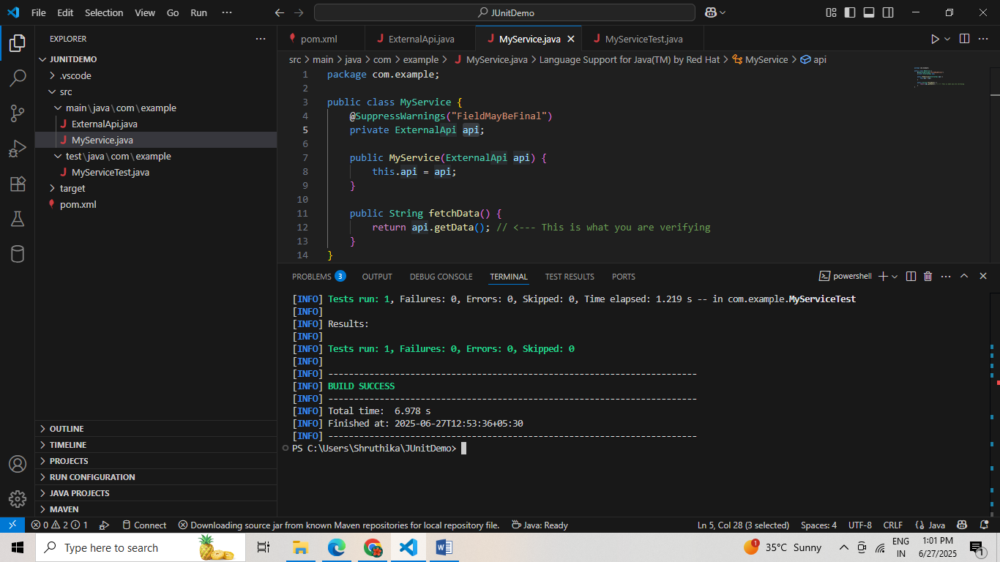 File Edit Selection View Go Run ··· JUnitDemo
EXPLORER ···
JUNITDEMO
.vscode
src
main\java\com\example
ExternalApi.java
MyService.java
test\java\com\example
MyServiceTest.java
target
pom.xml
OUTLINE
TIMELINE
PROJECTS
RUN CONFIGURATION
JAVA PROJECTS
MAVEN
pom.xml ExternalApi.java MyService.java MyServiceTest.java
src > main > java > com > example > MyService.java > Language Support for Java(TM) by Red Hat > MyService > api
1 package com.example;
2
3 public class MyService {
4 @SuppressWarnings("FieldMayBeFinal")
5 private ExternalApi api;
6
7 public MyService(ExternalApi api) {
8 this.api = api;
9 }
10
11 public String fetchData() {
12 return api.getData(); // <--- This is what you are verifying
13 }
14 }
PROBLEMS 3 OUTPUT DEBUG CONSOLE TERMINAL TEST RESULTS PORTS powershell
[INFO] Tests run: 1, Failures: 0, Errors: 0, Skipped: 0, Time elapsed: 1.219 s -- in com.example.MyServiceTest
[INFO]
[INFO] Results:
[INFO]
[INFO] Tests run: 1, Failures: 0, Errors: 0, Skipped: 0
[INFO]
[INFO] ------------------------------------------------------------------------
[INFO] BUILD SUCCESS
[INFO] ------------------------------------------------------------------------
[INFO] Total time:  6.978 s
[INFO] Finished at: 2025-06-27T12:53:36+05:30
[INFO] ------------------------------------------------------------------------
PS C:\Users\Shruthika\JUnitDemo>
0 2 1 Connect Downloading source jar from known Maven repositories for local repository file. Java: Ready Ln 5, Col 28 (3 selected) Spaces: 4 UTF-8 CRLF Java
Type here to search 1 35°C Sunny ENG IN 1:01 PM 6/27/2025 1